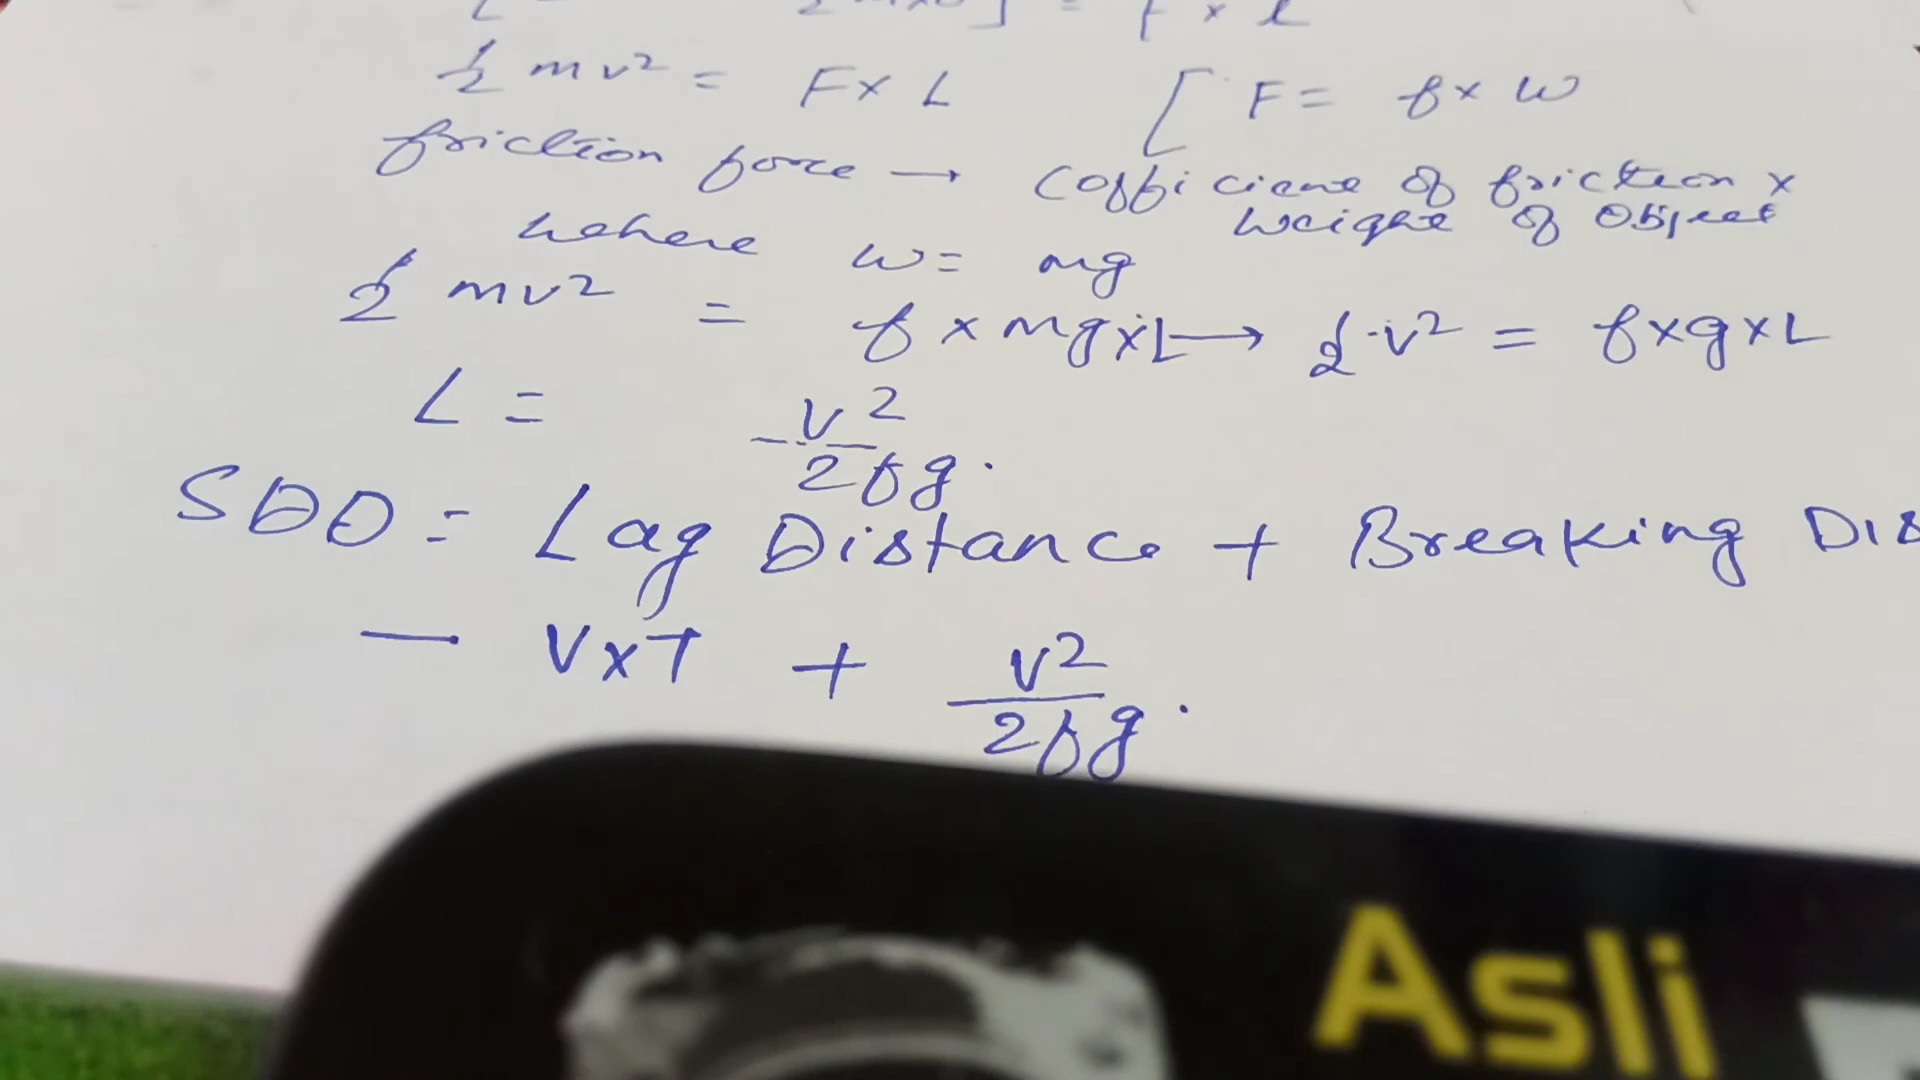 ½ mv² = F x L [ F = f x W
friction force → Cofficient of friction x
weight of Object
where W = mg
½ mv² = f x mg x L → ½ · v² = f x g x L
L = v² / 2fg.
SDD = Lag Distance + Breaking Dis
— V x T + v² / 2fg.
Asli